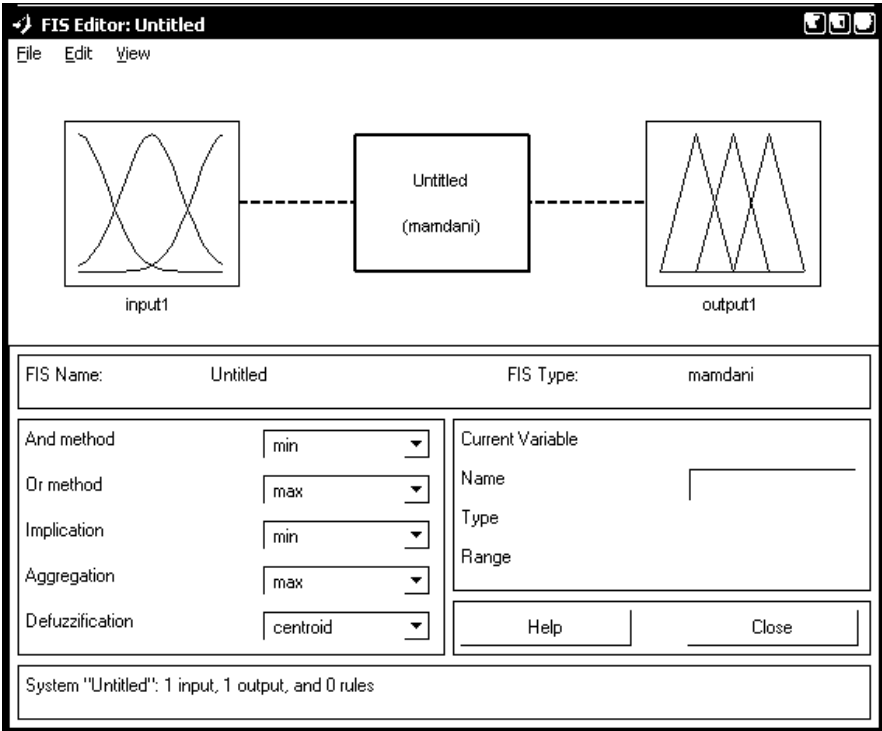 FIS Editor: Untitled
File Edit View
Untitled
(mamdani)
input1
output1
FIS Name: Untitled FIS Type: mamdani
And method min
Or method max
Implication min
Aggregation max
Defuzzification centroid
Current Variable
Name
Type
Range
Help Close
System "Untitled": 1 input, 1 output, and 0 rules